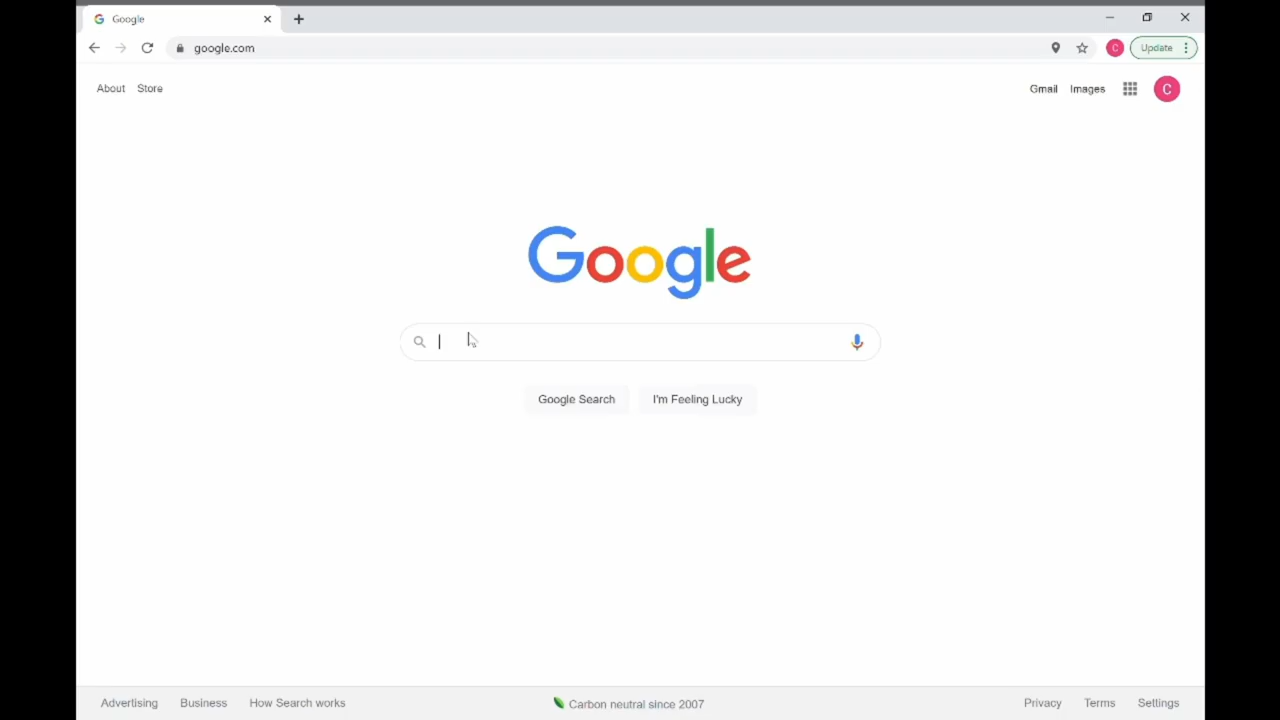 Google
google.com
C
Update
About Store
Gmail Images
C
Google
Google Search I'm Feeling Lucky
Advertising Business How Search works
Carbon neutral since 2007
Privacy Terms Settings